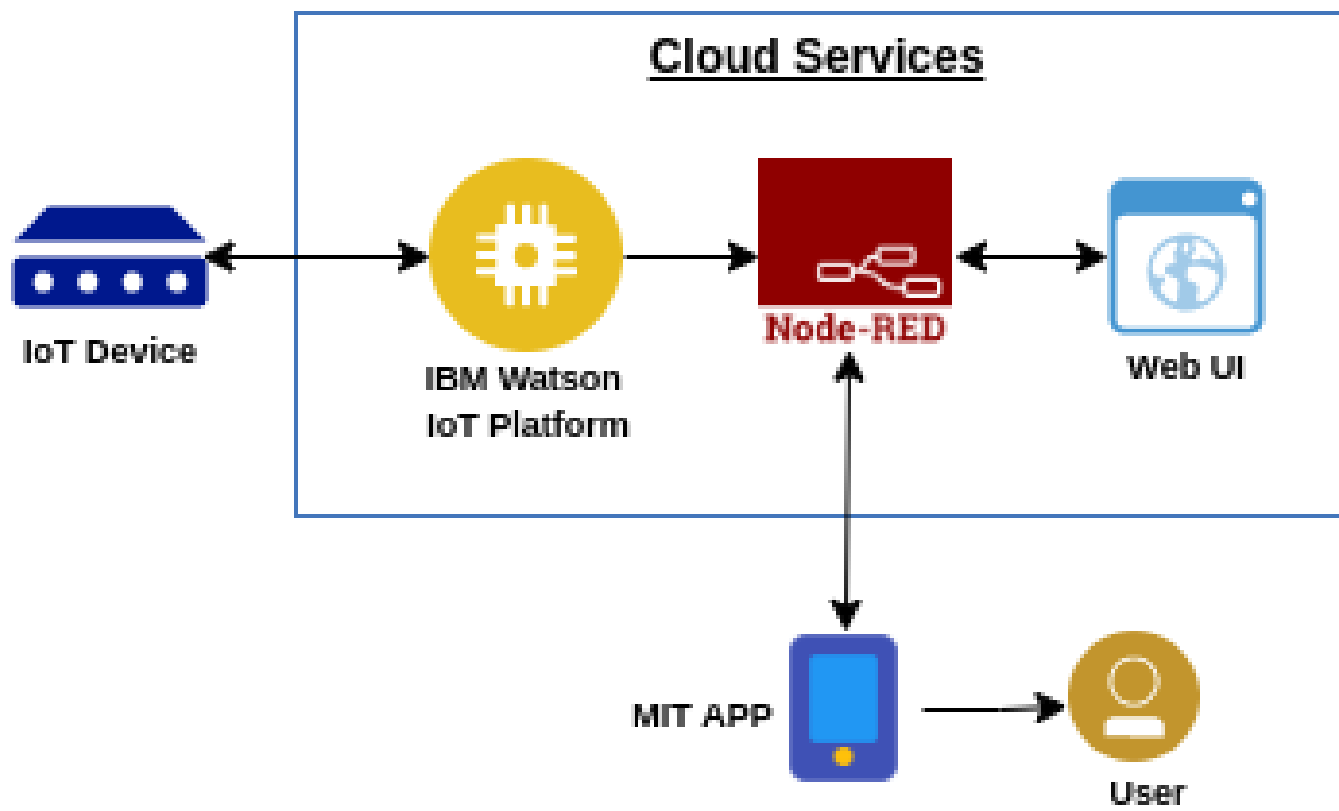 Cloud Services
IoT Device
IBM Watson
IoT Platform
Node-RED
Web UI
MIT APP
User